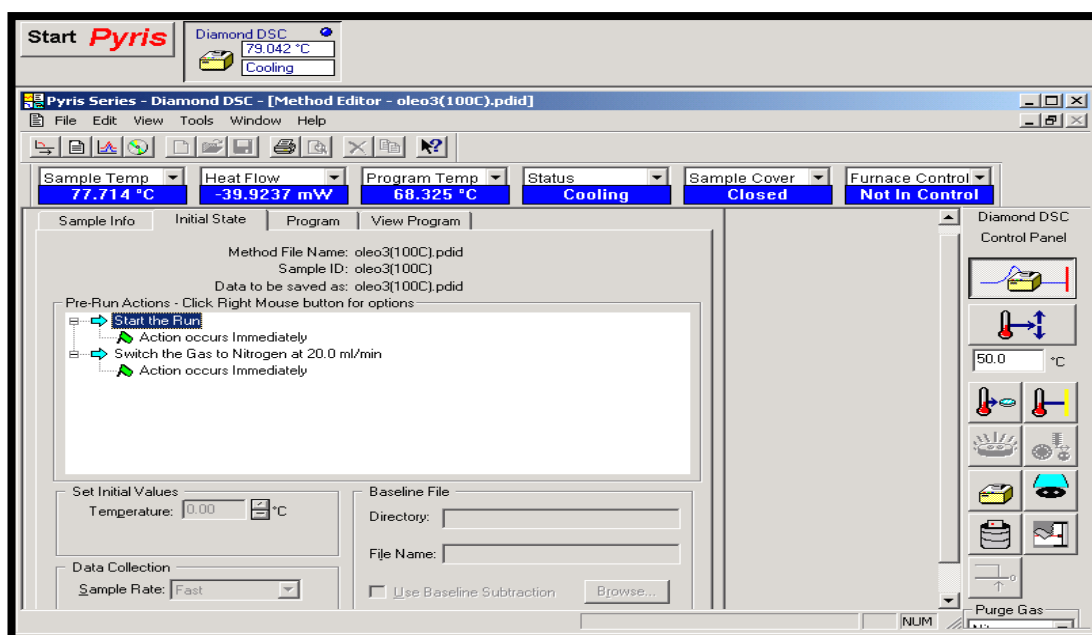 Start Pyris
Diamond DSC
79.042 °C
Cooling
Pyris Series - Diamond DSC - [Method Editor - oleo3(100C).pdid]
File Edit View Tools Window Help
Sample Temp Heat Flow Program Temp Status Sample Cover Furnace Control
77.714 °C -39.9237 mW 68.325 °C Cooling Closed Not In Control
Sample Info Initial State Program View Program
Diamond DSC
Control Panel
Method File Name: oleo3(100C).pdid
Sample ID: oleo3(100C)
Data to be saved as: oleo3(100C).pdid
Pre-Run Actions - Click Right Mouse button for options
Start the Run
Action occurs Immediately
Switch the Gas to Nitrogen at 20.0 ml/min
Action occurs Immediately
50.0 °C
Set Initial Values
Temperature: 0.00 °C
Baseline File
Directory:
File Name:
Data Collection
Sample Rate: Fast
Use Baseline Subtraction Browse...
Purge Gas
NUM